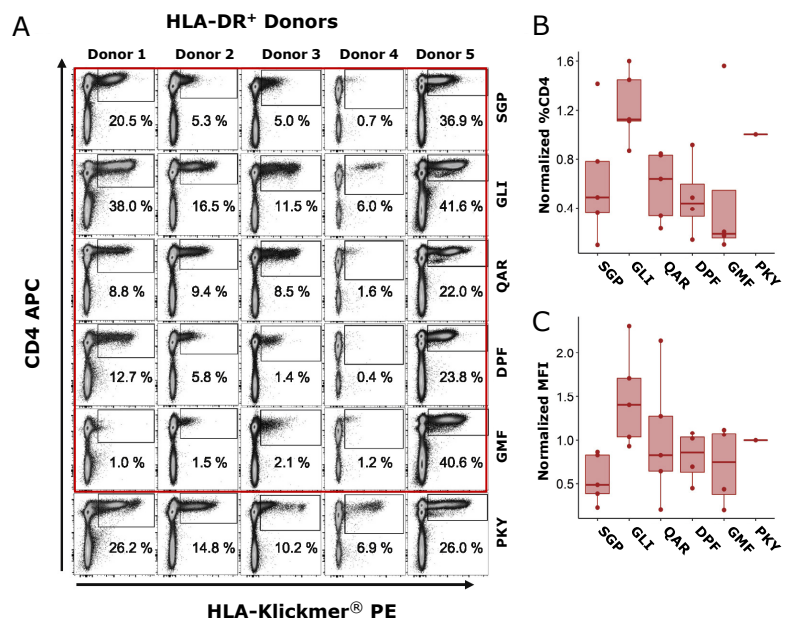 A
HLA-DR⁺ Donors
Donor 1 Donor 2 Donor 3 Donor 4 Donor 5
20.5 % 5.3 % 5.0 % 0.7 % 36.9 % SGP
38.0 % 16.5 % 11.5 % 6.0 % 41.6 % GLI
8.8 % 9.4 % 8.5 % 1.6 % 22.0 % QAR
12.7 % 5.8 % 1.4 % 0.4 % 23.8 % DPF
1.0 % 1.5 % 2.1 % 1.2 % 40.6 % GMF
26.2 % 14.8 % 10.2 % 6.9 % 26.0 % PKY
CD4 APC
HLA-Klickmer® PE
B
Normalized %CD4
1.6
1.2
0.8
0.4
SGP GLI QAR DPF GMF PKY
C
Normalized MFI
2.0
1.5
1.0
0.5
SGP GLI QAR DPF GMF PKY